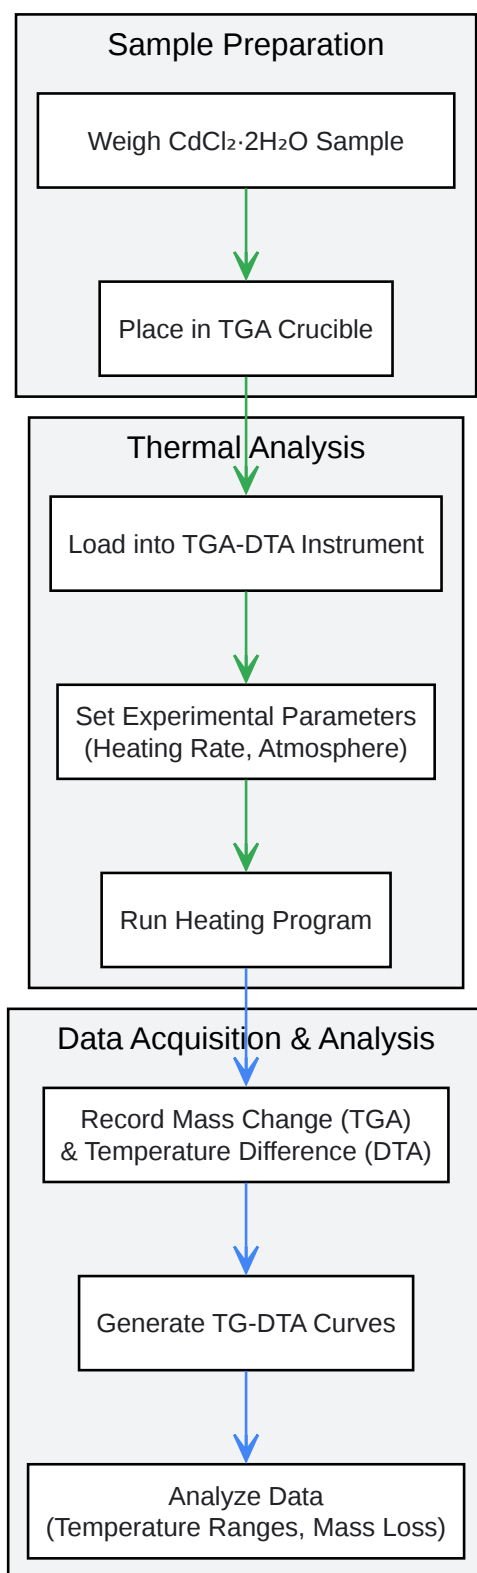 Sample Preparation
Weigh CdCl₂·2H₂O Sample
Place in TGA Crucible
Thermal Analysis
Load into TGA-DTA Instrument
Set Experimental Parameters
(Heating Rate, Atmosphere)
Run Heating Program
Data Acquisition & Analysis
Record Mass Change (TGA)
& Temperature Difference (DTA)
Generate TG-DTA Curves
Analyze Data
(Temperature Ranges, Mass Loss)